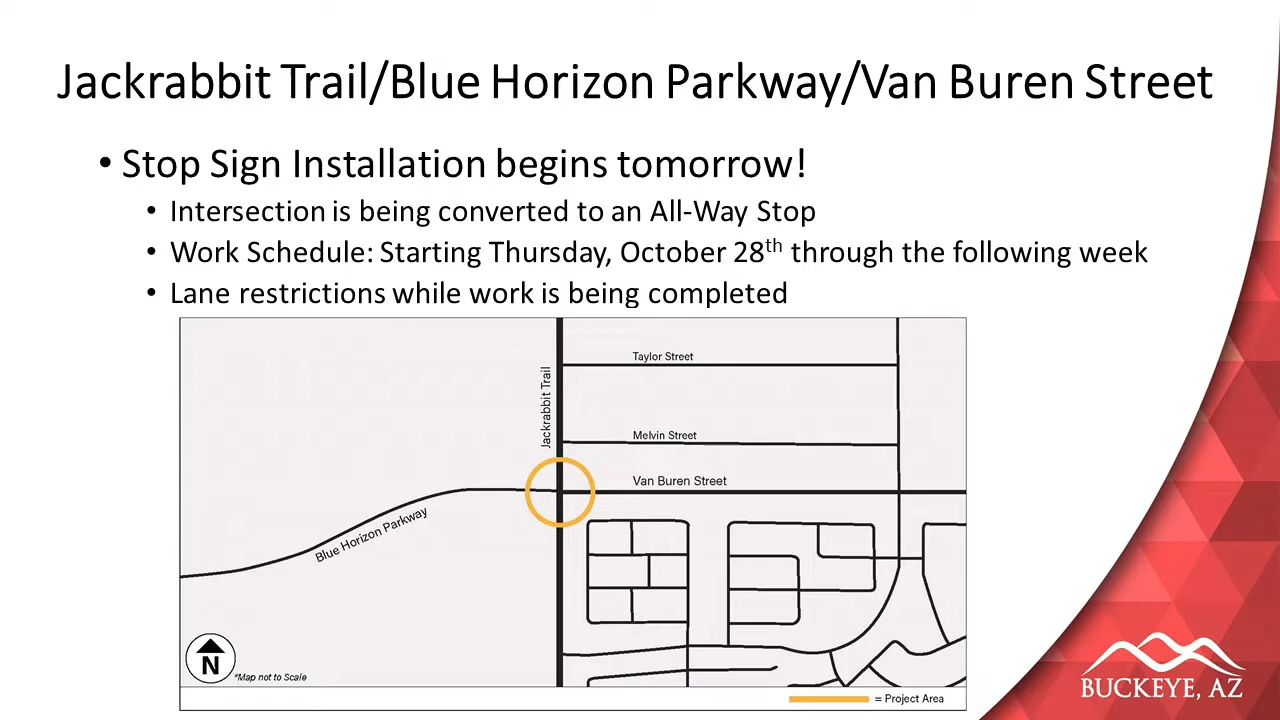 Jackrabbit Trail/Blue Horizon Parkway/Van Buren Street
• Stop Sign Installation begins tomorrow!
• Intersection is being converted to an All-Way Stop
• Work Schedule: Starting Thursday, October 28th through the following week
• Lane restrictions while work is being completed
Taylor Street
Jackrabbit Trail
Melvin Street
Van Buren Street
Blue Horizon Parkway
N
*Map not to Scale
= Project Area
BUCKEYE, AZ